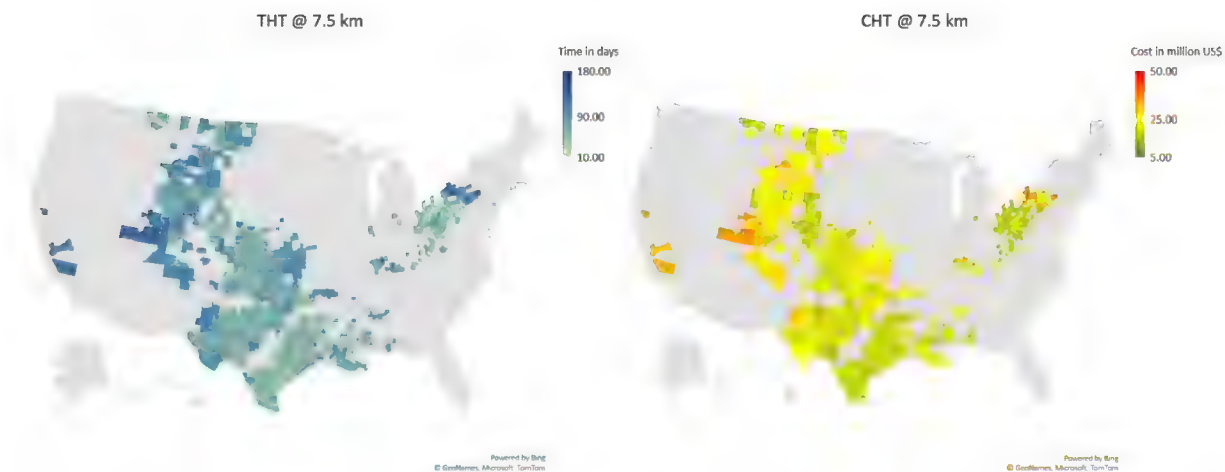 THT @ 7.5 km
Time in days
180.00
90.00
10.00
Powered by Bing
© GeoNames, Microsoft, TomTom
CHT @ 7.5 km
Cost in million US$
50.00
25.00
5.00
Powered by Bing
© GeoNames, Microsoft, TomTom